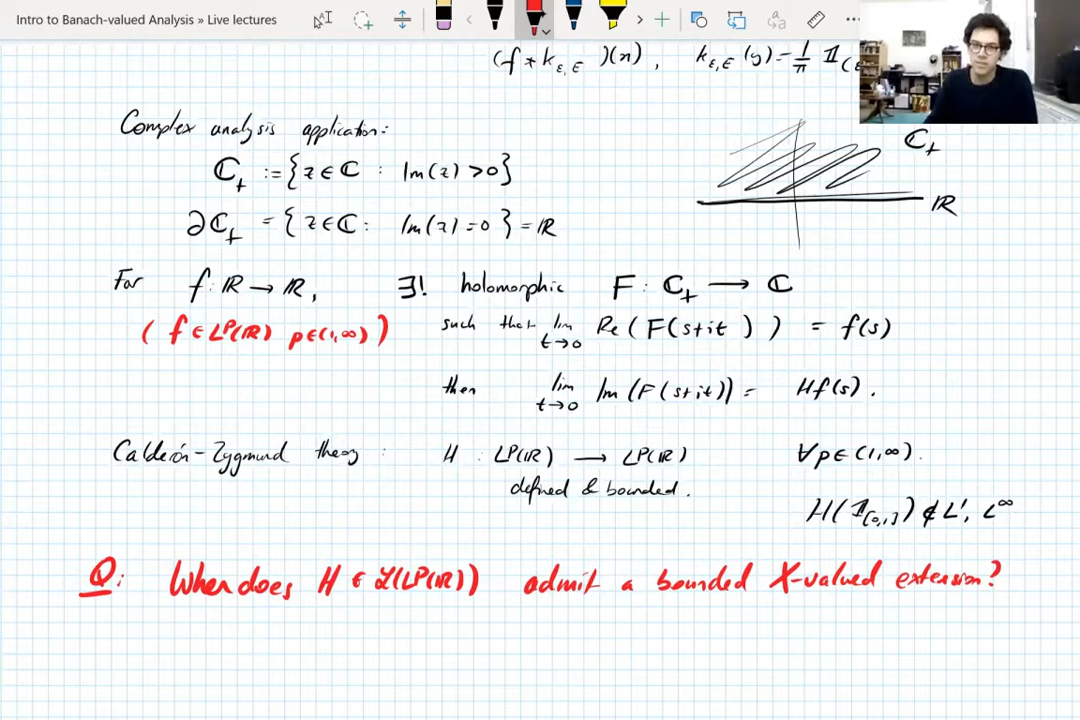 Intro to Banach-valued Analysis » Live lectures
(f * k_{ε,E})(x), k_{ε,E}(y) = 1/π 𝟙_(ε
Complex analysis application:
ℂ₊ := {z ∈ ℂ : Im(z) > 0}
ℂ₊
∂ℂ₊ = {z ∈ ℂ : Im(z) = 0} = ℝ
ℝ
For f: ℝ → ℝ, ∃! holomorphic F: ℂ₊ → ℂ
(f ∈ L^p(ℝ) p ∈ (1,∞)) such that lim_{t→0} Re(F(s+it)) = f(s)
then lim_{t→0} Im(F(s+it)) = Hf(s).
Calderón-Zygmund theory: H : L^p(ℝ) → L^p(ℝ) ∀p ∈ (1,∞).
defined & bounded.
H(𝟙_[0,1]) ∉ L¹, L^∞
Q: When does H ∈ ℒ(L^p(ℝ)) admit a bounded X-valued extension?